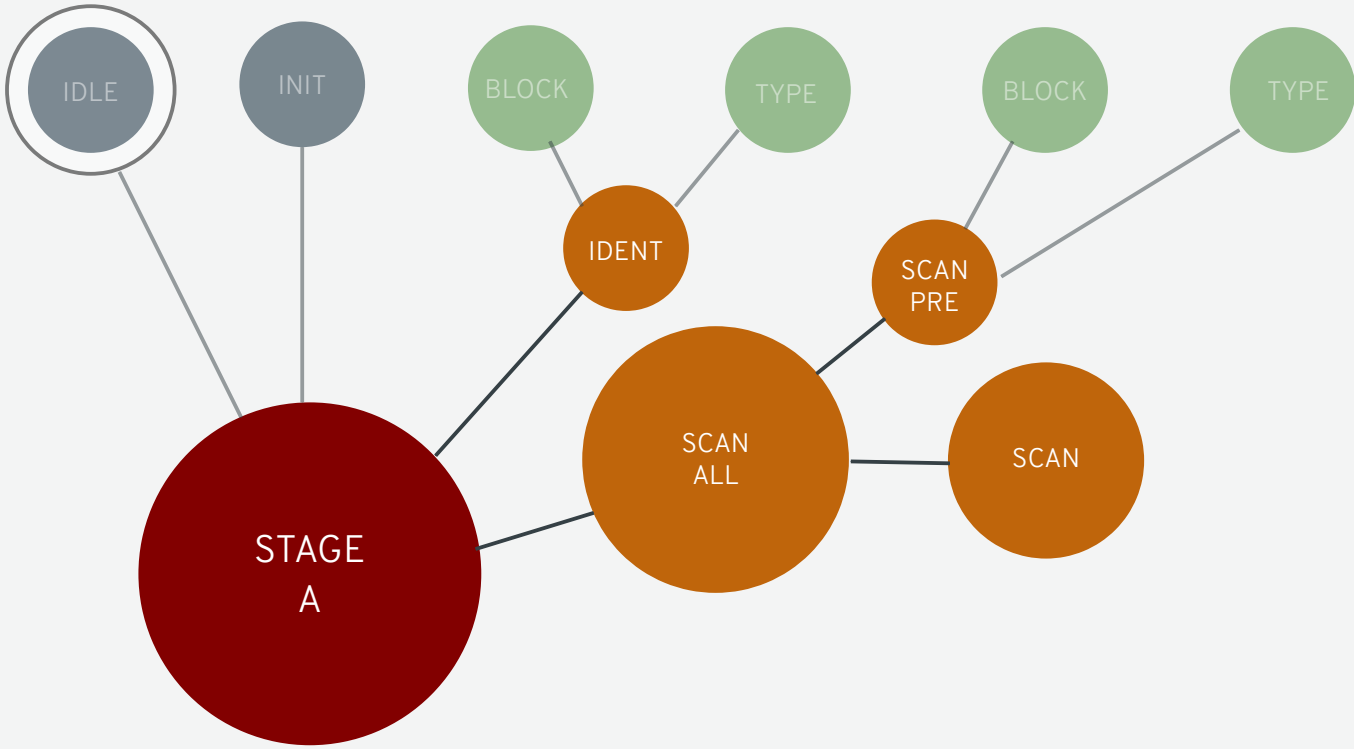 IDLE
INIT
BLOCK
TYPE
BLOCK
TYPE
IDENT
SCAN
PRE
SCAN
ALL
SCAN
STAGE
A